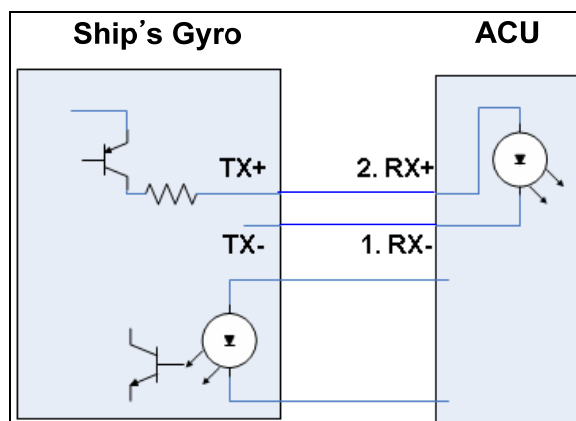 Ship's Gyro
ACU
TX+
2. RX+
TX-
1. RX-